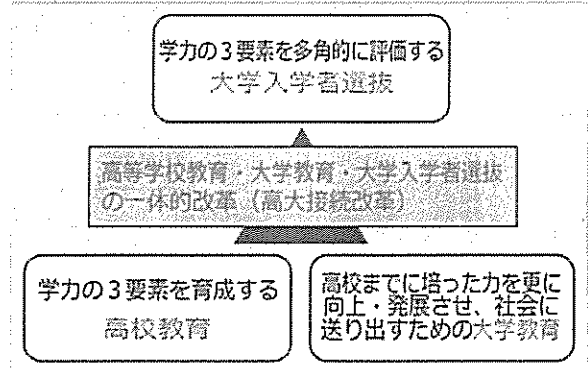 学力の3要素を多角的に評価する
大学入学者選抜
高等学校教育・大学教育・大学入学者選抜
の一体的改革（高大接続改革）
学力の3要素を育成する
高校教育
高校までに培った力を更に
向上・発展させ、社会に
送り出すための大学教育